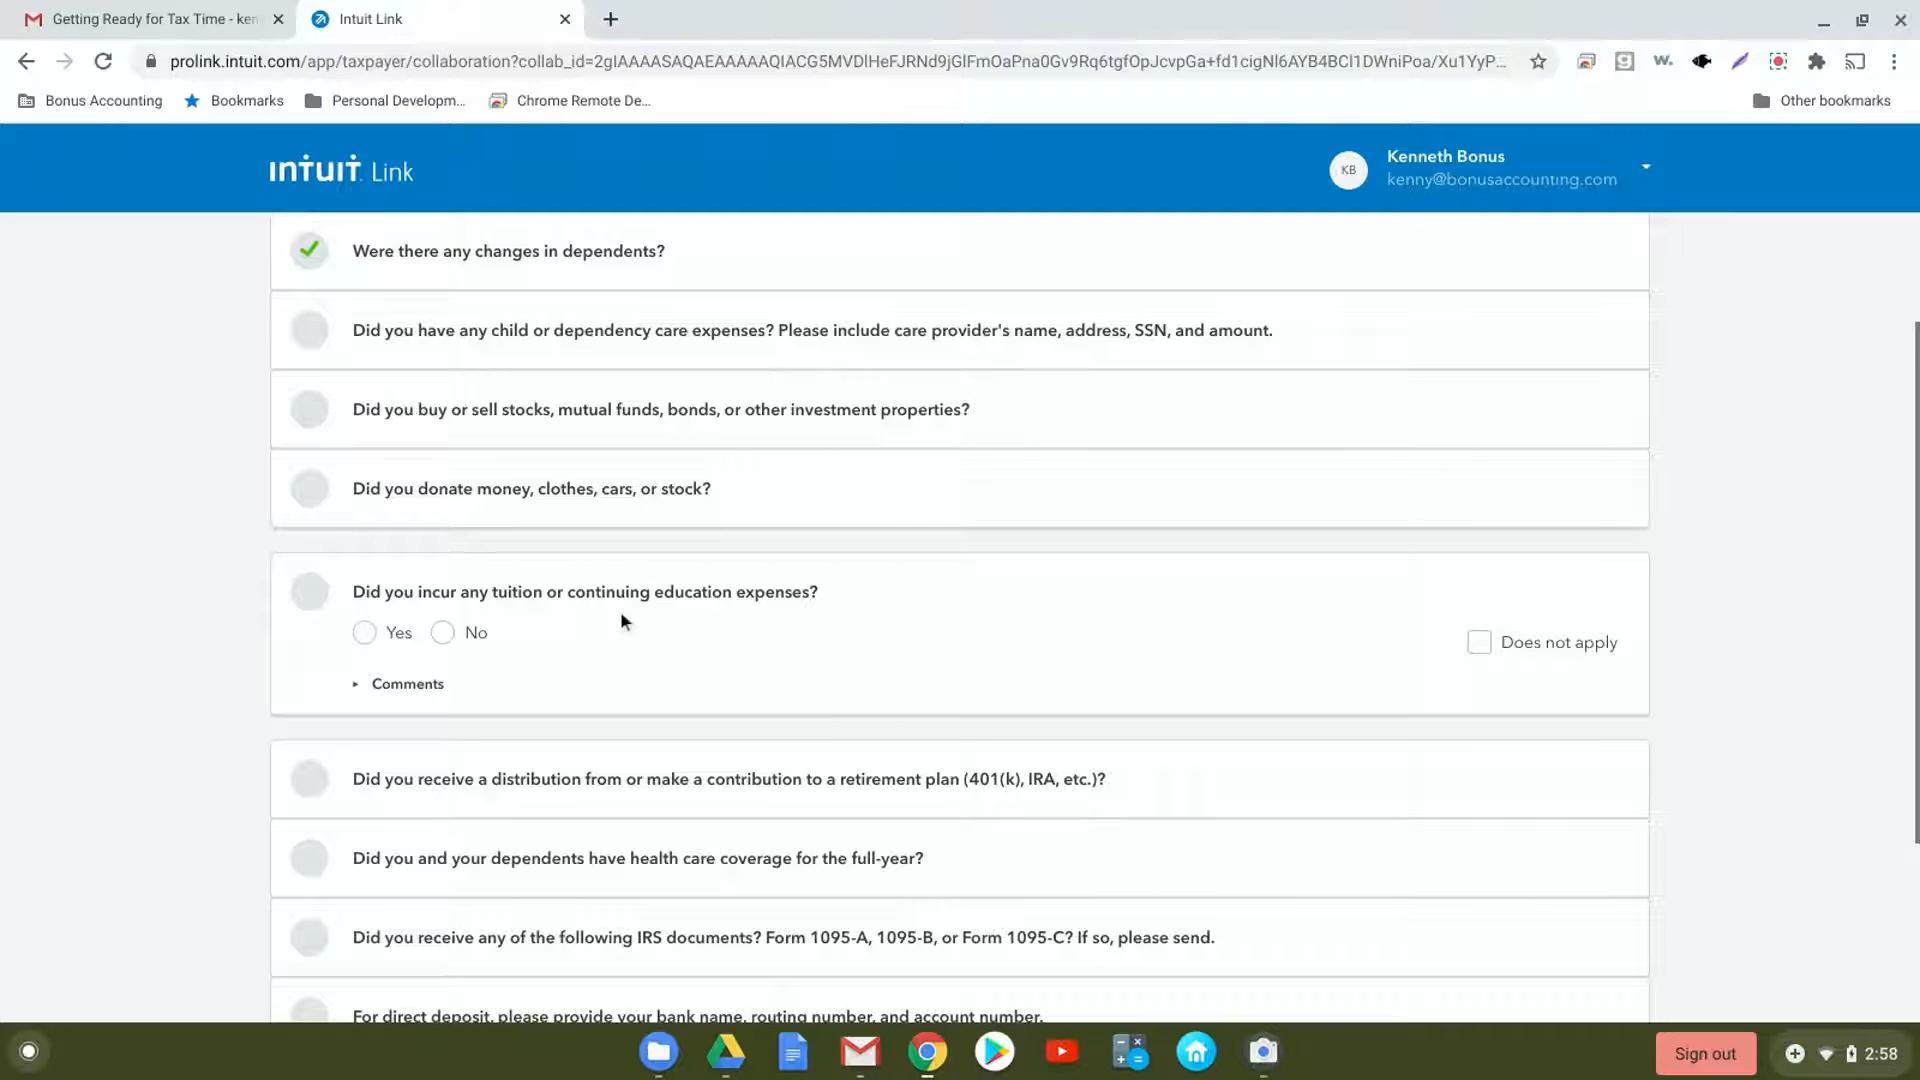 Getting Ready for Tax Time - ken
Intuit Link
prolink.intuit.com/app/taxpayer/collaboration?collab_id=2gIAAAASAQAEAAAAAQIACG5MVDlHeFJRNd9jGlFmOaPna0Gv9Rq6tgfOpJcvpGa+fd1cigNl6AYB4BCl1DWniPoa/Xu1YyP...
Bonus Accounting
Bookmarks
Personal Developm...
Chrome Remote De...
Other bookmarks
INTUIT Link
KB
Kenneth Bonus
kenny@bonusaccounting.com
Were there any changes in dependents?
Did you have any child or dependency care expenses? Please include care provider's name, address, SSN, and amount.
Did you buy or sell stocks, mutual funds, bonds, or other investment properties?
Did you donate money, clothes, cars, or stock?
Did you incur any tuition or continuing education expenses?
Yes No
Does not apply
Comments
Did you receive a distribution from or make a contribution to a retirement plan (401(k), IRA, etc.)?
Did you and your dependents have health care coverage for the full-year?
Did you receive any of the following IRS documents? Form 1095-A, 1095-B, or Form 1095-C? If so, please send.
For direct deposit, please provide your bank name, routing number, and account number.
Sign out
2:58